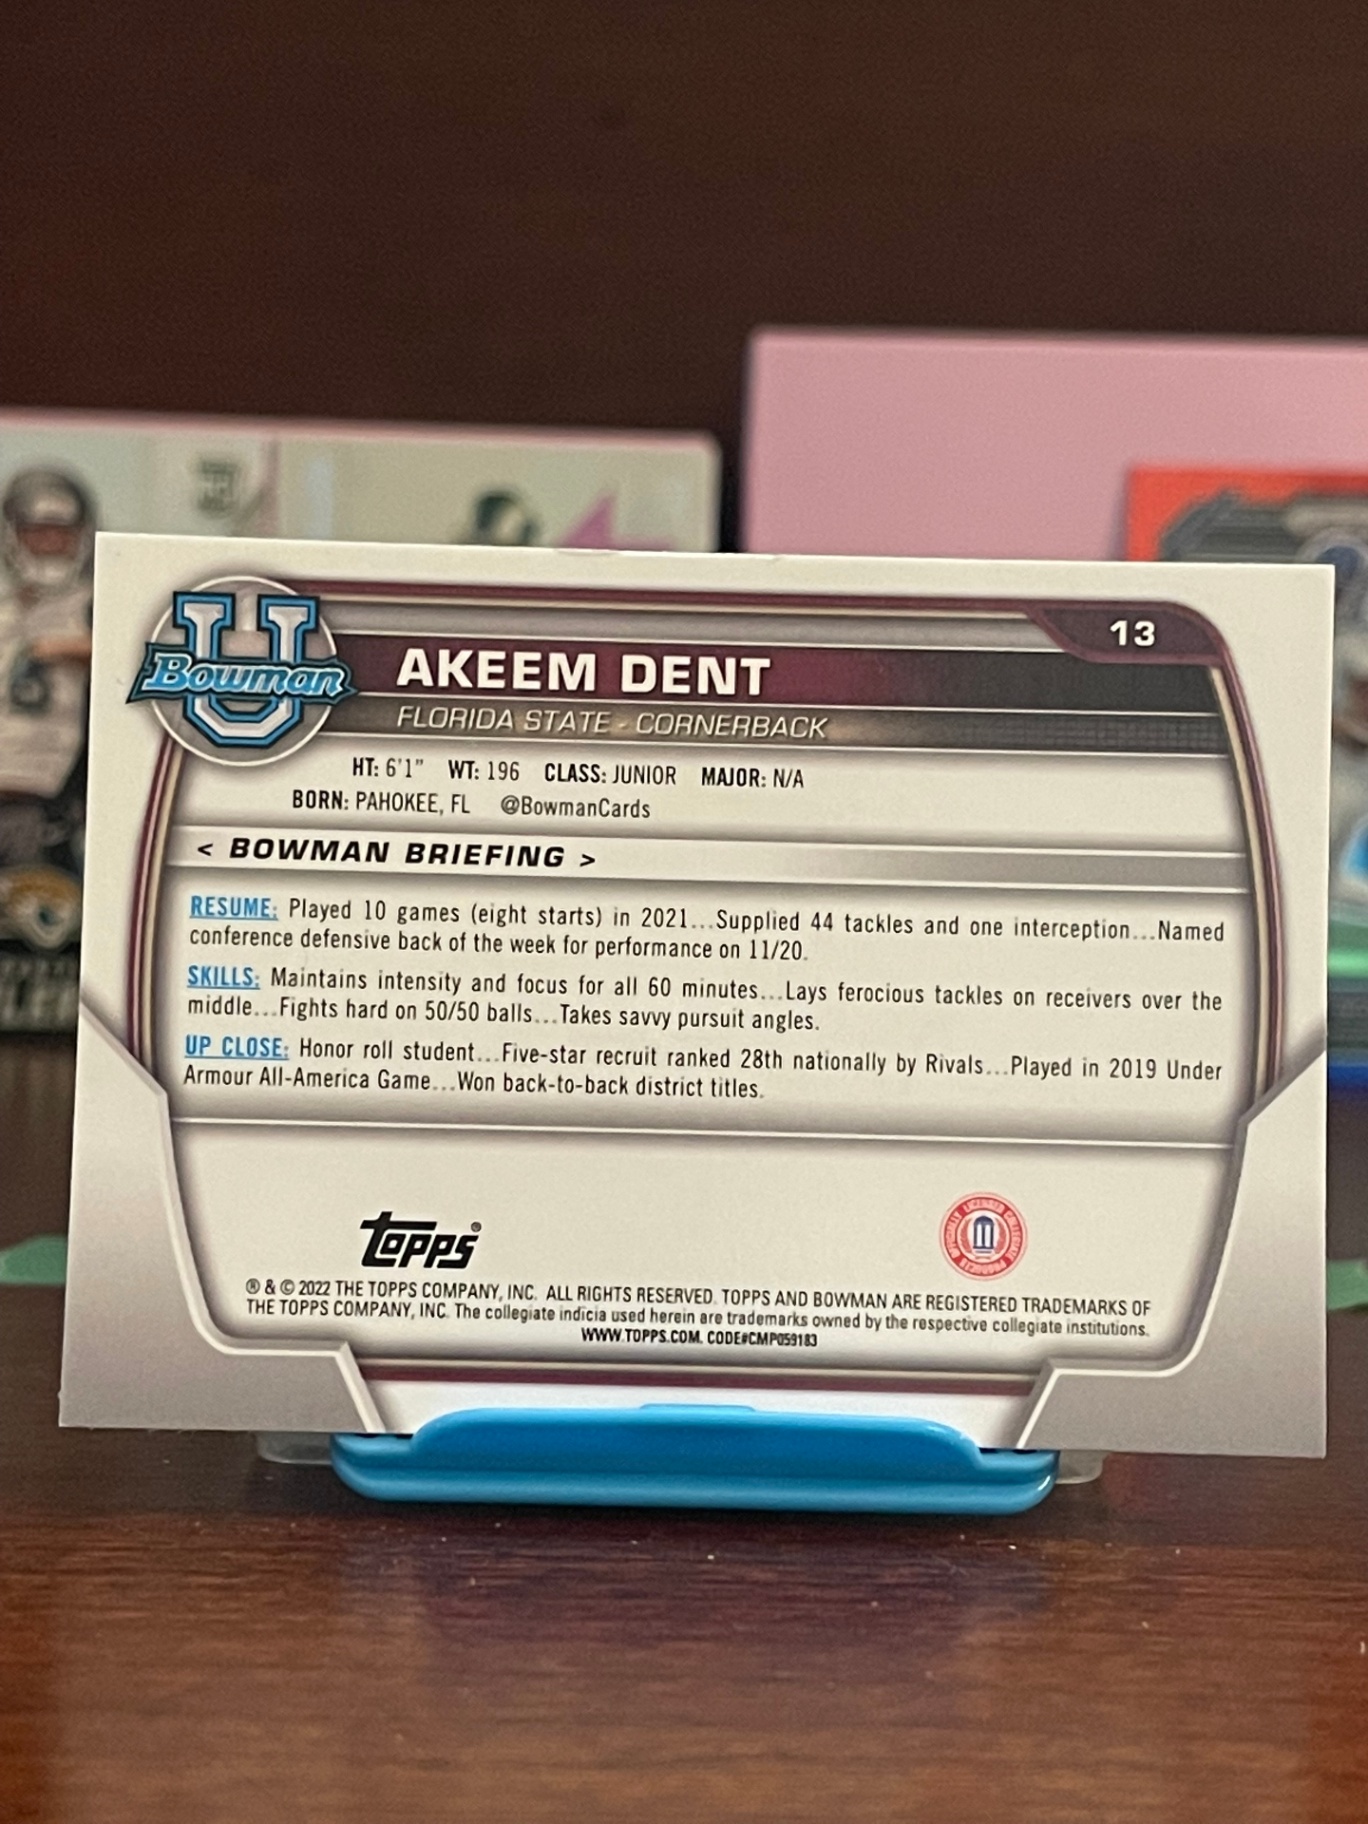 U
Bowman
13
AKEEM DENT
FLORIDA STATE - CORNERBACK
HT: 6'1" WT: 196 CLASS: JUNIOR MAJOR: N/A
BORN: PAHOKEE, FL @BowmanCards
< BOWMAN BRIEFING >
RESUME: Played 10 games (eight starts) in 2021...Supplied 44 tackles and one interception...Named
conference defensive back of the week for performance on 11/20.
SKILLS: Maintains intensity and focus for all 60 minutes...Lays ferocious tackles on receivers over the
middle...Fights hard on 50/50 balls...Takes savvy pursuit angles.
UP CLOSE: Honor roll student...Five-star recruit ranked 28th nationally by Rivals...Played in 2019 Under
Armour All-America Game...Won back-to-back district titles.
topps®
OFFICIALLY LICENSED COLLEGIATE PRODUCTS
® & © 2022 THE TOPPS COMPANY, INC. ALL RIGHTS RESERVED. TOPPS AND BOWMAN ARE REGISTERED TRADEMARKS OF
THE TOPPS COMPANY, INC. The collegiate indicia used herein are trademarks owned by the respective collegiate institutions.
WWW.TOPPS.COM. CODE#CMP059183